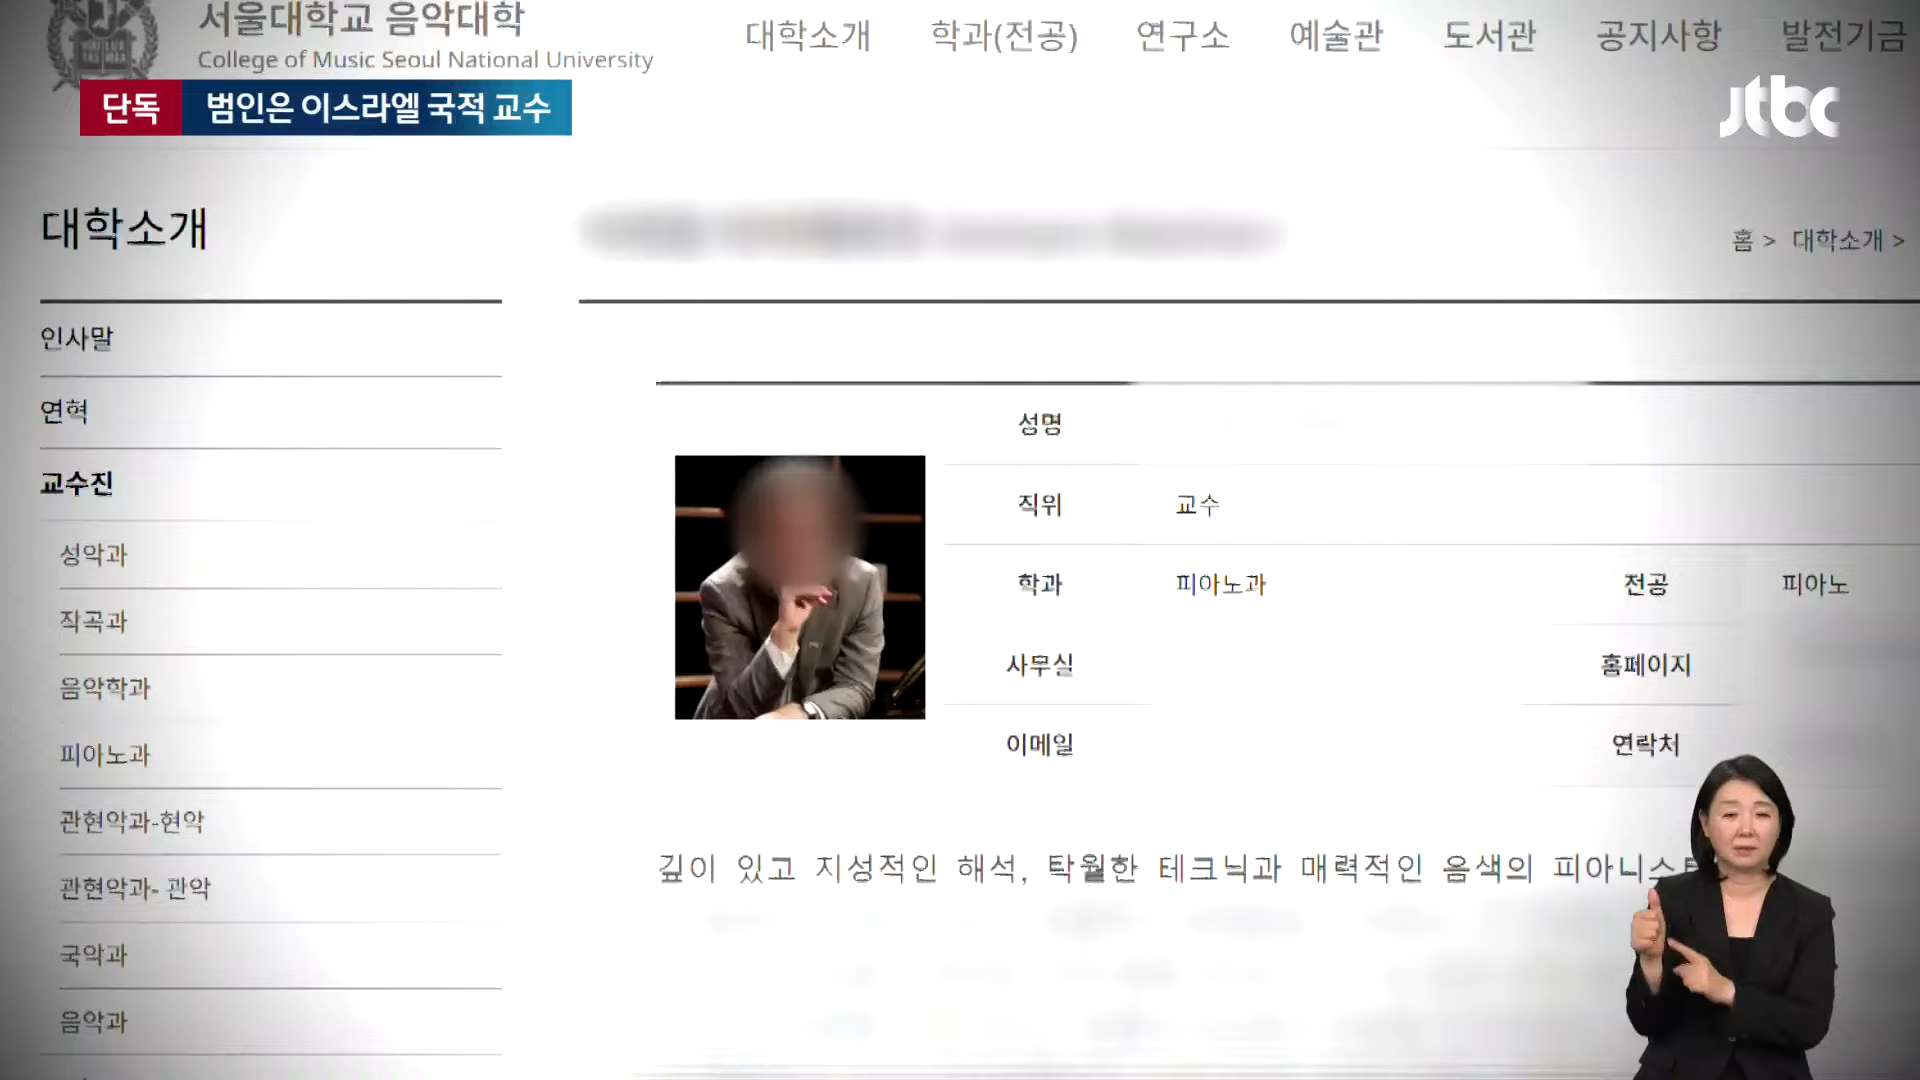 서울대학교 음악대학
College of Music Seoul National University
대학소개 학과(전공) 연구소 예술관 도서관 공지사항 발전기금
단독 범인은 이스라엘 국적 교수
jtbc
대학소개
홈 > 대학소개 >
인사말
연혁
교수진
성악과
작곡과
음악학과
피아노과
관현악과-현악
관현악과- 관악
국악과
음악과
성명
직위 교수
학과 피아노과 전공 피아노
사무실 홈페이지
이메일 연락처
깊이 있고 지성적인 해석, 탁월한 테크닉과 매력적인 음색의 피아니스트